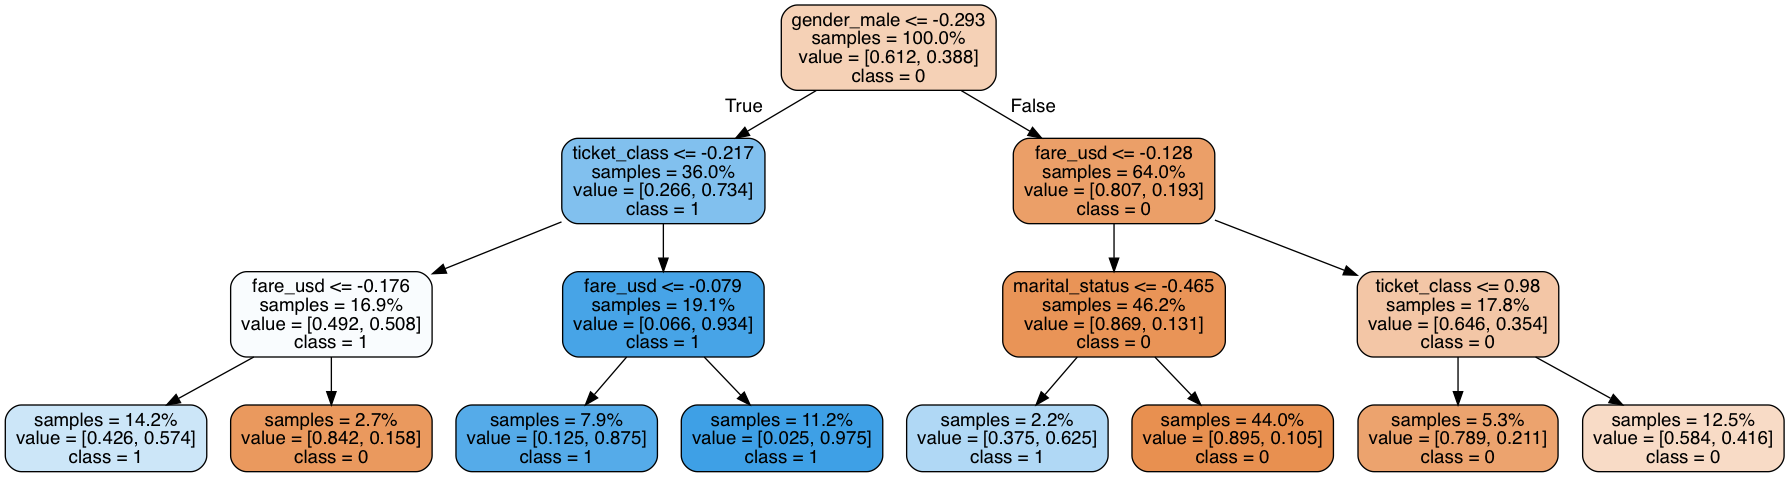 gender_male <= -0.293
samples = 100.0%
value = [0.612, 0.388]
class = 0
True
False
ticket_class <= -0.217
samples = 36.0%
value = [0.266, 0.734]
class = 1
fare_usd <= -0.128
samples = 64.0%
value = [0.807, 0.193]
class = 0
fare_usd <= -0.176
samples = 16.9%
value = [0.492, 0.508]
class = 1
fare_usd <= -0.079
samples = 19.1%
value = [0.066, 0.934]
class = 1
marital_status <= -0.465
samples = 46.2%
value = [0.869, 0.131]
class = 0
ticket_class <= 0.98
samples = 17.8%
value = [0.646, 0.354]
class = 0
samples = 14.2%
value = [0.426, 0.574]
class = 1
samples = 2.7%
value = [0.842, 0.158]
class = 0
samples = 7.9%
value = [0.125, 0.875]
class = 1
samples = 11.2%
value = [0.025, 0.975]
class = 1
samples = 2.2%
value = [0.375, 0.625]
class = 1
samples = 44.0%
value = [0.895, 0.105]
class = 0
samples = 5.3%
value = [0.789, 0.211]
class = 0
samples = 12.5%
value = [0.584, 0.416]
class = 0